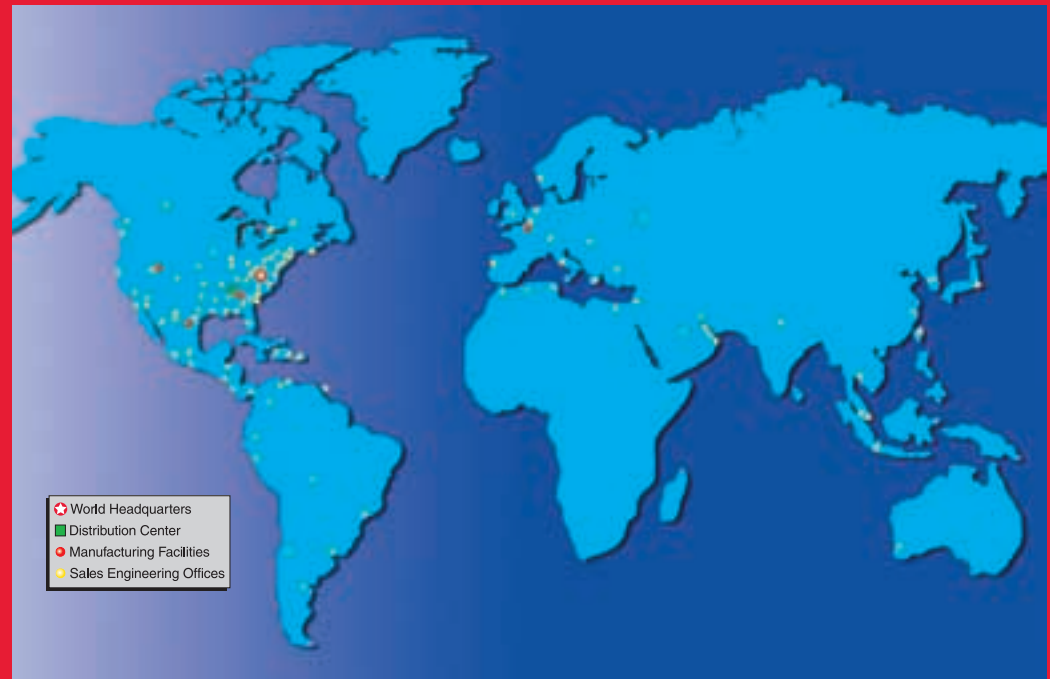 World Headquarters
Distribution Center
Manufacturing Facilities
Sales Engineering Offices